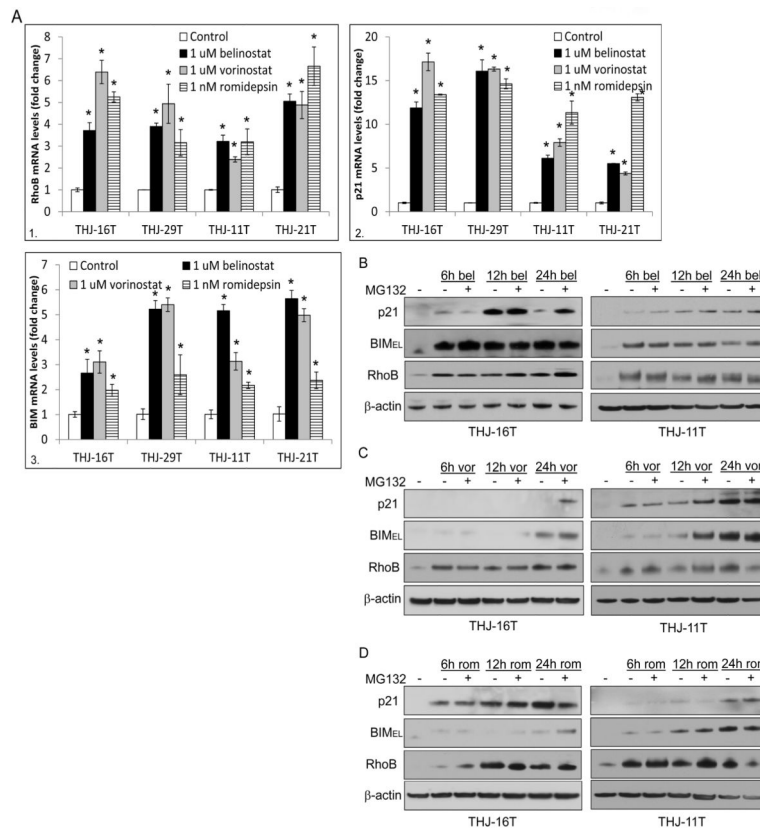 A
RhoB mRNA levels (fold change)
8
7
6
5
4
3
2
1
0
Control
1 uM belinostat
1 uM vorinostat
1 nM romidepsin
* * * * * * * * * * * *
THJ-16T THJ-29T THJ-11T THJ-21T
1.
p21 mRNA levels (fold change)
20
15
10
5
0
Control
1 uM belinostat
1 uM vorinostat
1 nM romidepsin
* * * * * * * * * * * *
THJ-16T THJ-29T THJ-11T THJ-21T
2.
BIM mRNA levels (fold change)
7
6
5
4
3
2
1
0
Control 1 uM belinostat
1 uM vorinostat 1 nM romidepsin
* * * * * * * * * * * *
THJ-16T THJ-29T THJ-11T THJ-21T
3.
B
6h bel 12h bel 24h bel 6h bel 12h bel 24h bel
MG132 - - + - + - + - - + - + - +
p21
BIMEL
RhoB
β-actin
THJ-16T THJ-11T
C
6h vor 12h vor 24h vor 6h vor 12h vor 24h vor
MG132 - - + - + - + - - + - + - +
p21
BIMEL
RhoB
β-actin
THJ-16T THJ-11T
D
6h rom 12h rom 24h rom 6h rom 12h rom 24h rom
MG132 - - + - + - + - - + - + - +
p21
BIMEL
RhoB
β-actin
THJ-16T THJ-11T